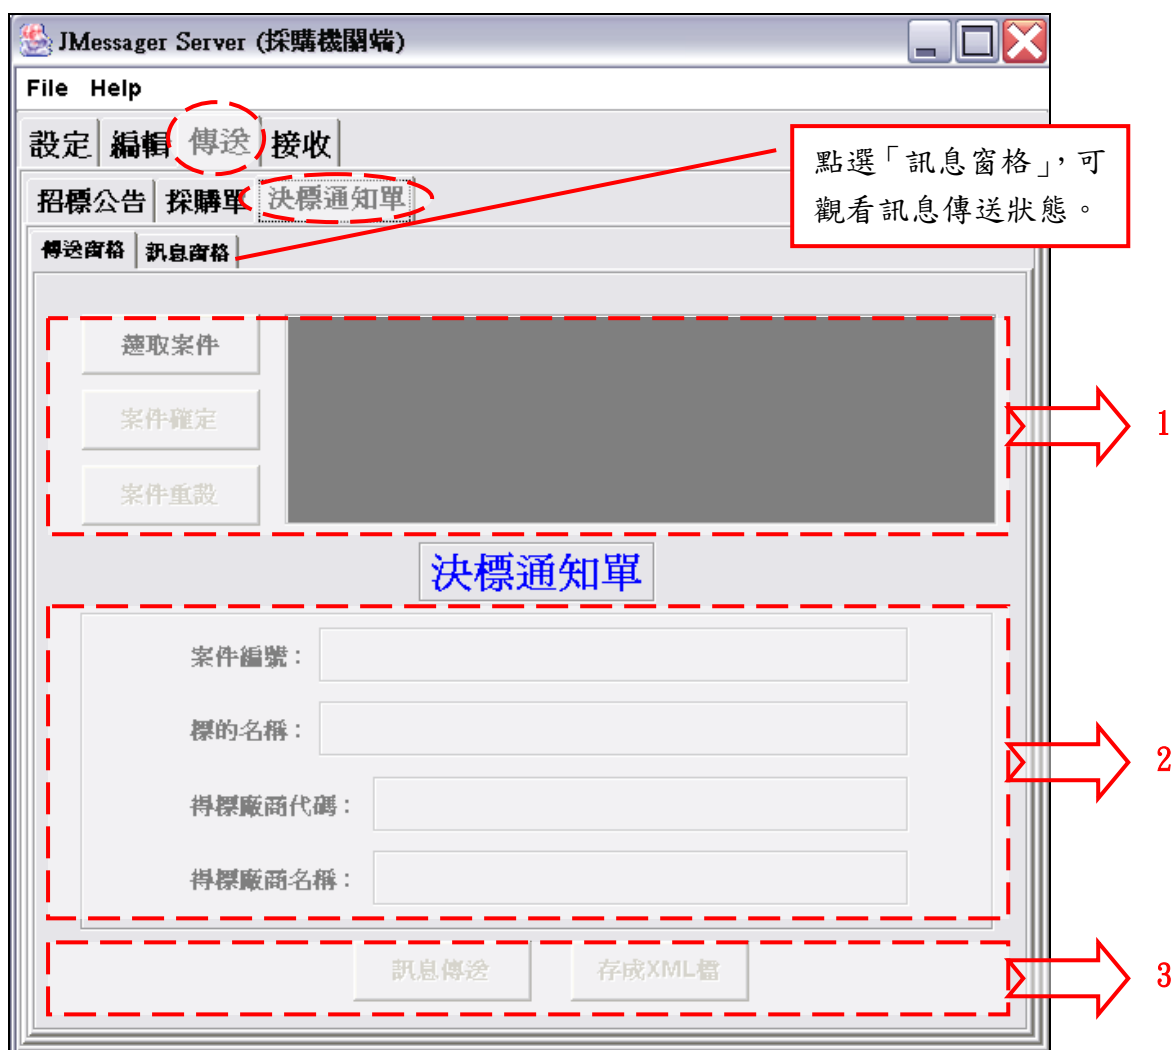 JMessager Server (採購機關端)
File Help
設定 編輯 傳送 接收
點選「訊息窗格」,可
觀看訊息傳送狀態。
招標公告 採購單 決標通知單
傳送窗格 訊息窗格
選取案件
案件確定
案件重設
1
決標通知單
案件編號:
標的名稱:
得標廠商代碼:
得標廠商名稱:
2
訊息傳送 存成XML檔
3